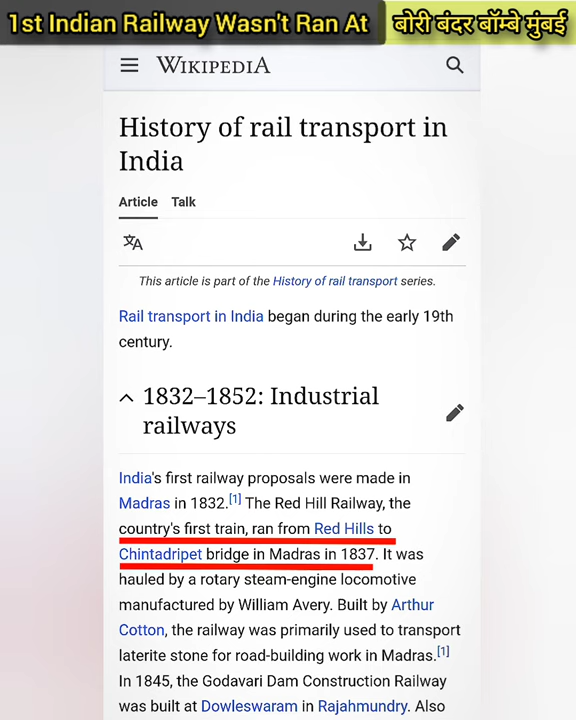 1st Indian Railway Wasn't Ran At बोरी बंदर बॉम्बे मुंबई
WIKIPEDIA
History of rail transport in
India
Article Talk
This article is part of the History of rail transport series.
Rail transport in India began during the early 19th
century.
1832–1852: Industrial
railways
India's first railway proposals were made in
Madras in 1832.[1] The Red Hill Railway, the
country's first train, ran from Red Hills to
Chintadripet bridge in Madras in 1837. It was
hauled by a rotary steam-engine locomotive
manufactured by William Avery. Built by Arthur
Cotton, the railway was primarily used to transport
laterite stone for road-building work in Madras.[1]
In 1845, the Godavari Dam Construction Railway
was built at Dowleswaram in Rajahmundry. Also